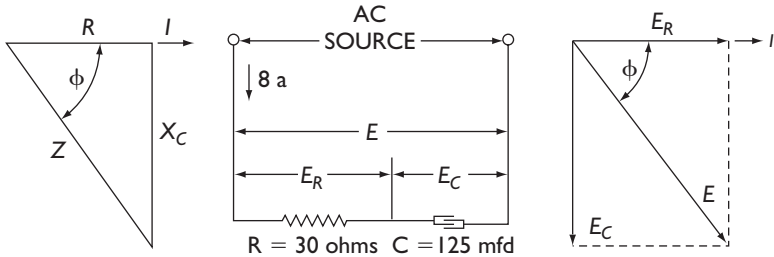 R
I
ϕ
X_C
Z
AC
SOURCE
8 a
E
E_R
E_C
R = 30 ohms C = 125 mfd
E_R
I
ϕ
E
E_C